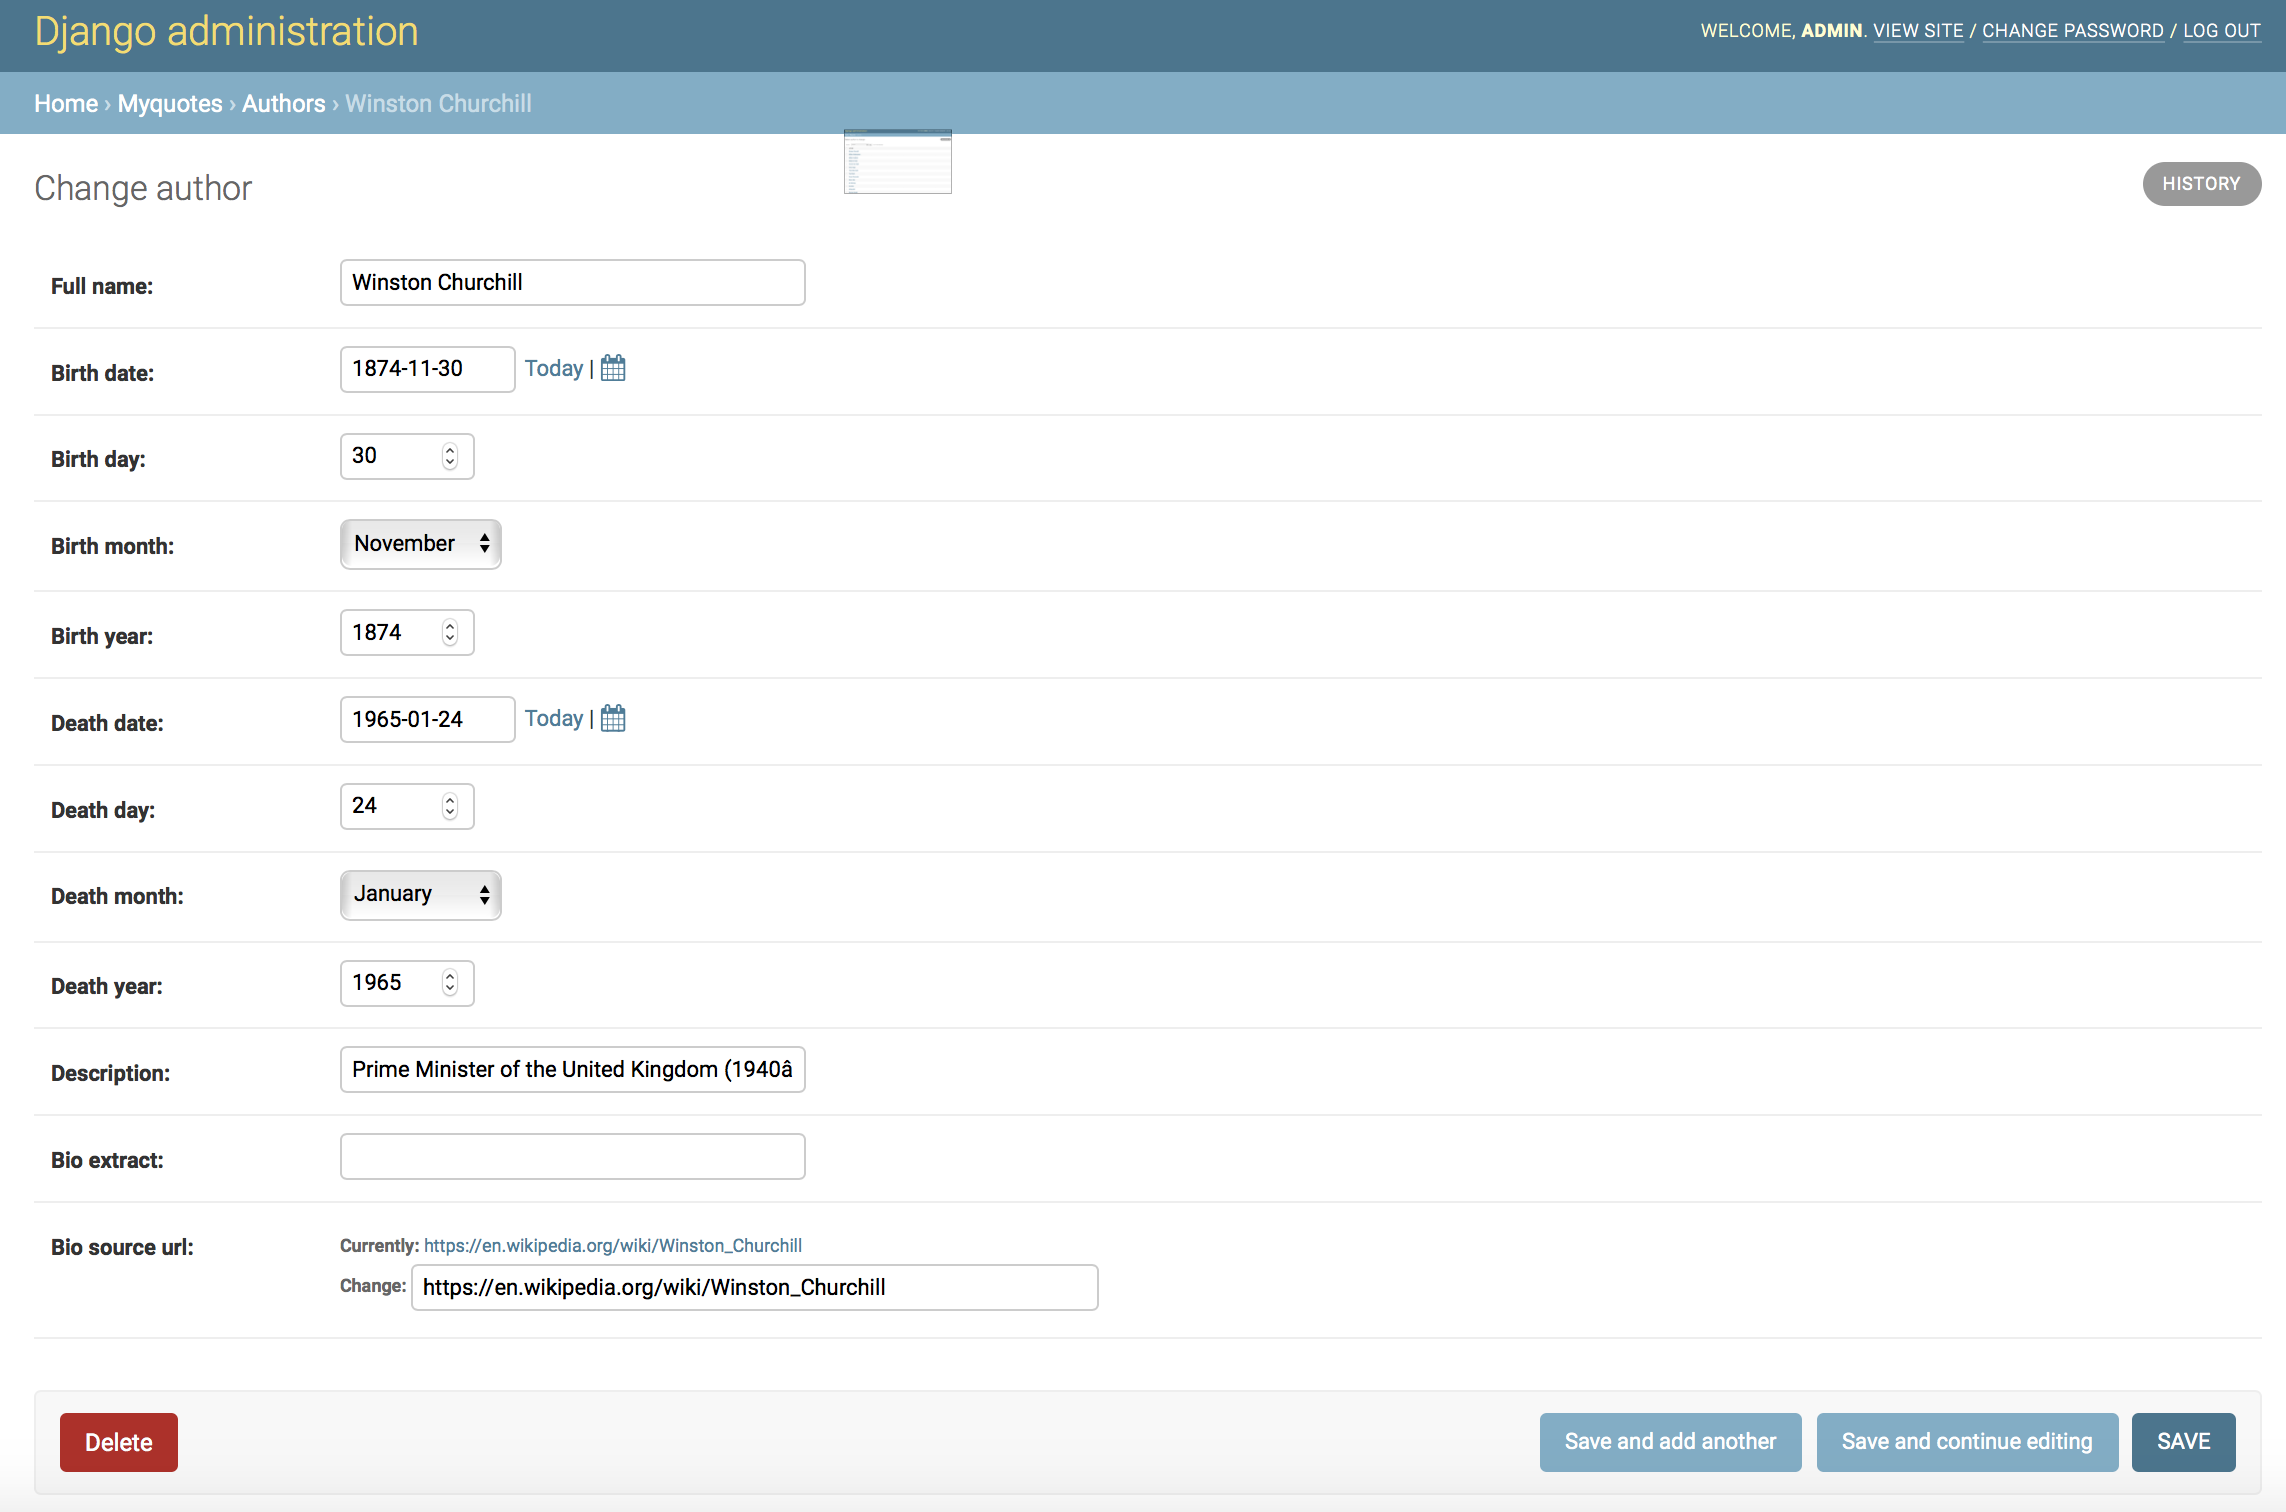 Django administration
WELCOME, ADMIN. VIEW SITE / CHANGE PASSWORD / LOG OUT
Home › Myquotes › Authors › Winston Churchill
Change author
HISTORY
Full name: Winston Churchill
Birth date: 1874-11-30 Today |
Birth day: 30
Birth month: November
Birth year: 1874
Death date: 1965-01-24 Today |
Death day: 24
Death month: January
Death year: 1965
Description: Prime Minister of the United Kingdom (1940â
Bio extract:
Bio source url: Currently: https://en.wikipedia.org/wiki/Winston_Churchill
Change: https://en.wikipedia.org/wiki/Winston_Churchill
Delete
Save and add another
Save and continue editing
SAVE